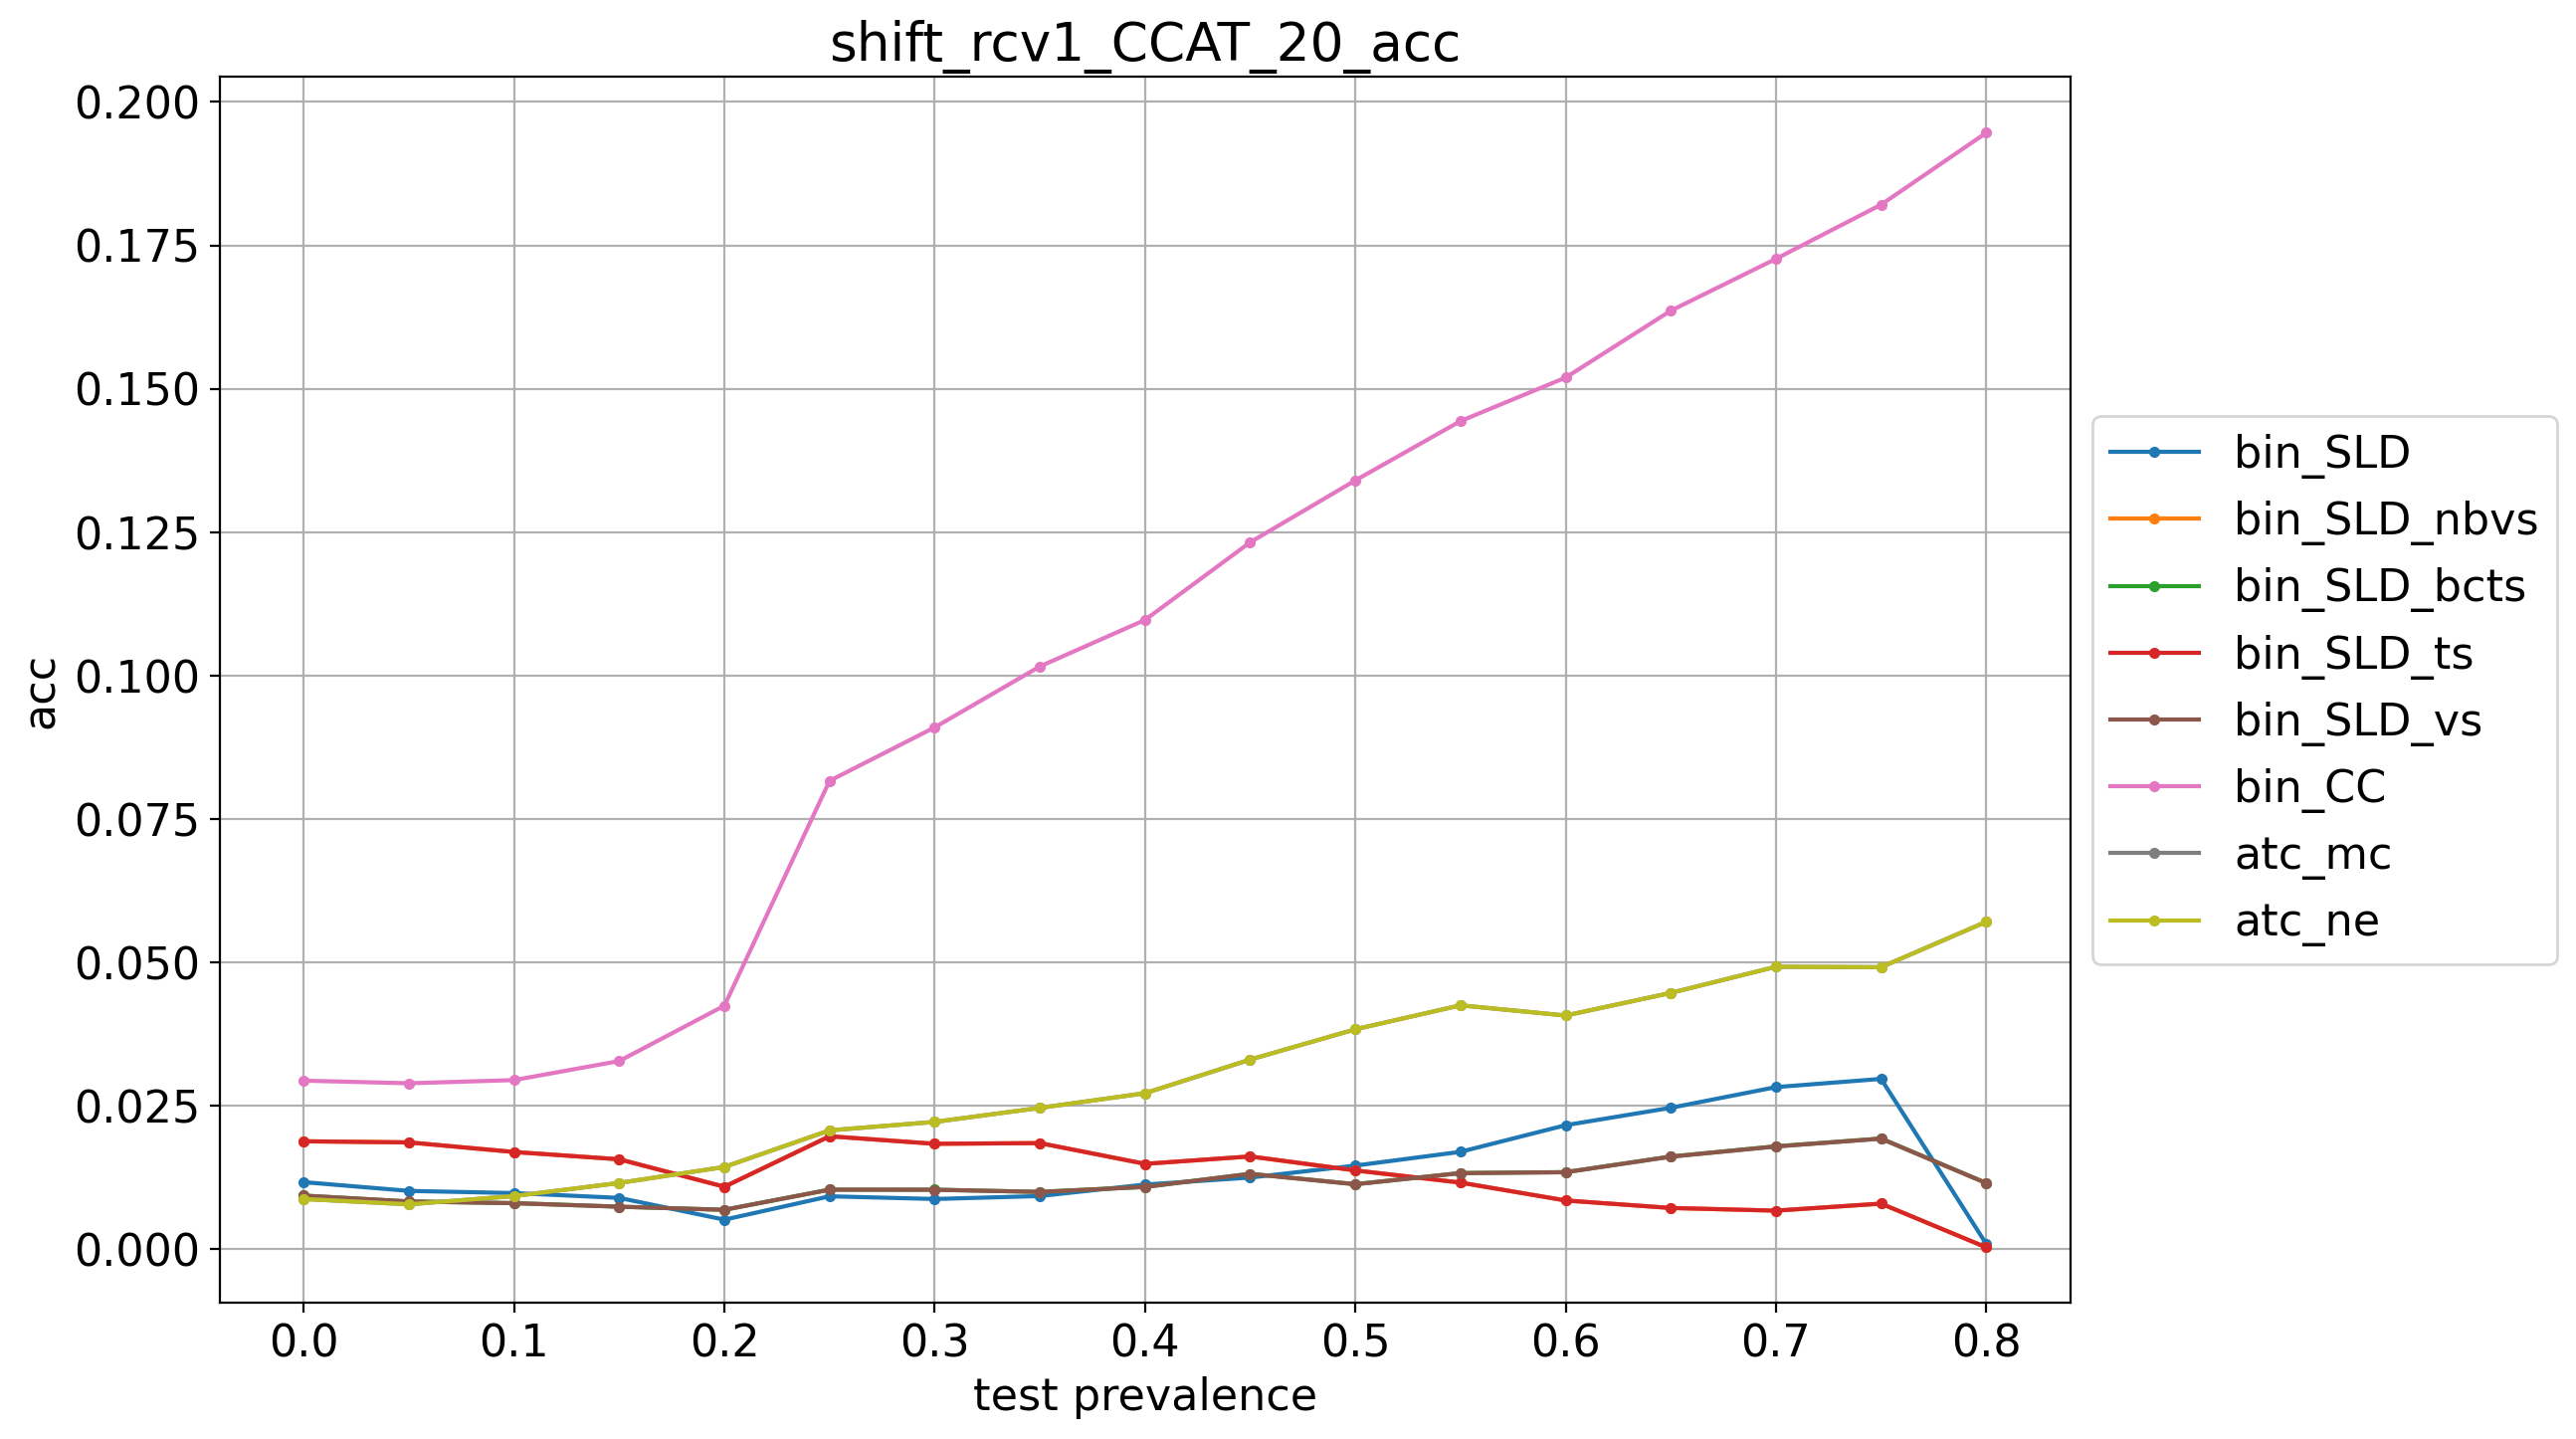 shift_rcv1_CCAT_20_acc
0.200
0.175
0.150
0.125
0.100
0.075
0.050
0.025
0.000
acc
0.0 0.1 0.2 0.3 0.4 0.5 0.6 0.7 0.8
test prevalence
bin_SLD
bin_SLD_nbvs
bin_SLD_bcts
bin_SLD_ts
bin_SLD_vs
bin_CC
atc_mc
atc_ne